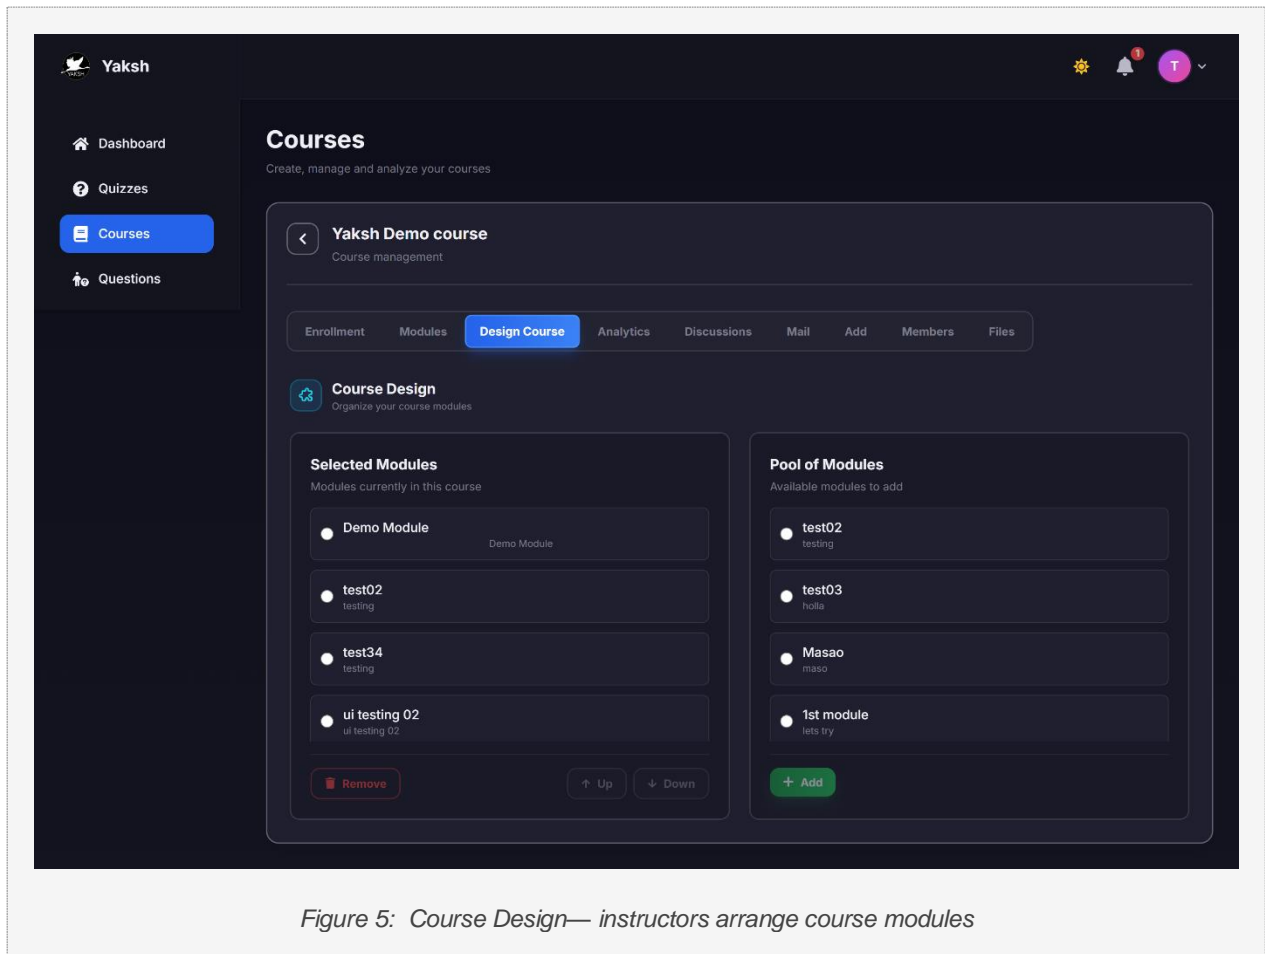 Yaksh
1
T
Dashboard
Quizzes
Courses
Questions
Courses
Create, manage and analyze your courses
Yaksh Demo course
Course management
Enrollment Modules Design Course Analytics Discussions Mail Add Members Files
Course Design
Organize your course modules
Selected Modules
Modules currently in this course
Demo Module
Demo Module
test02
testing
test34
testing
ui testing 02
ui testing 02
Remove Up Down
Pool of Modules
Available modules to add
test02
testing
test03
holla
Masao
maso
1st module
lets try
+ Add
Figure 5: Course Design— instructors arrange course modules